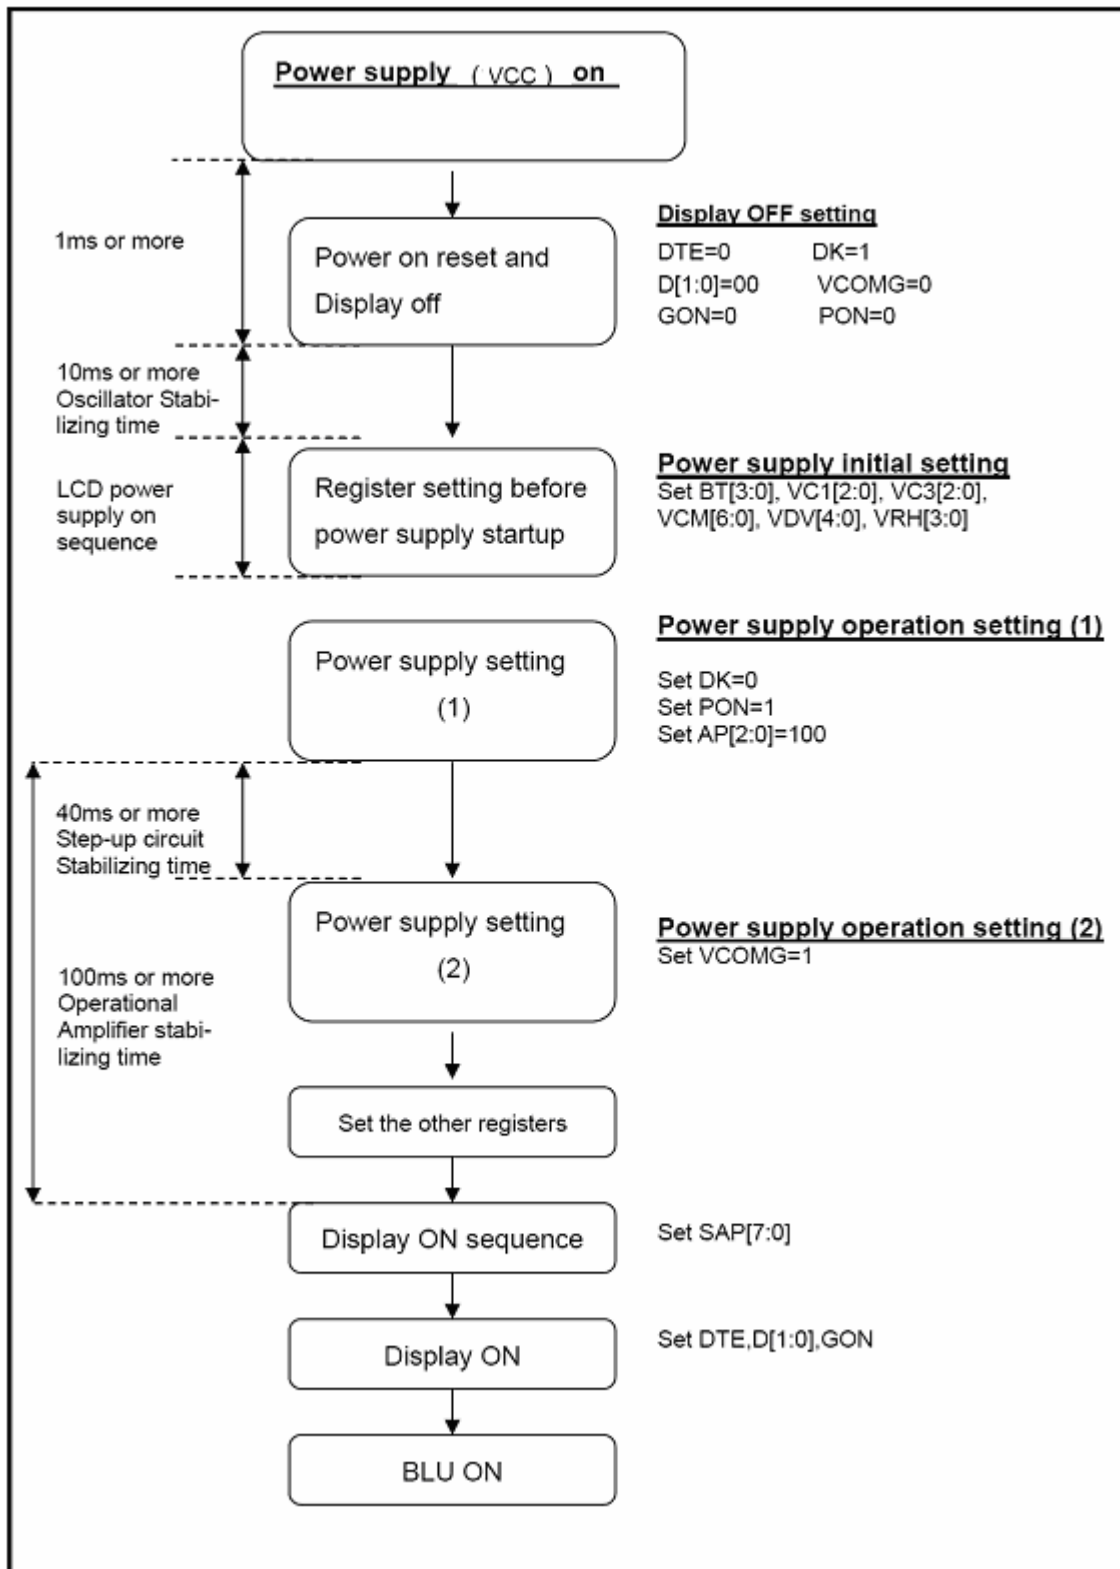 Power supply ( VCC ) on
1ms or more
Power on reset and
Display off
Display OFF setting
DTE=0 DK=1
D[1:0]=00 VCOMG=0
GON=0 PON=0
10ms or more
Oscillator Stabi-
lizing time
LCD power
supply on
sequence
Register setting before
power supply startup
Power supply initial setting
Set BT[3:0], VC1[2:0], VC3[2:0],
VCM[6:0], VDV[4:0], VRH[3:0]
Power supply setting
(1)
Power supply operation setting (1)
Set DK=0
Set PON=1
Set AP[2:0]=100
40ms or more
Step-up circuit
Stabilizing time
Power supply setting
(2)
Power supply operation setting (2)
Set VCOMG=1
100ms or more
Operational
Amplifier stabi-
lizing time
Set the other registers
Display ON sequence
Set SAP[7:0]
Display ON
Set DTE,D[1:0],GON
BLU ON